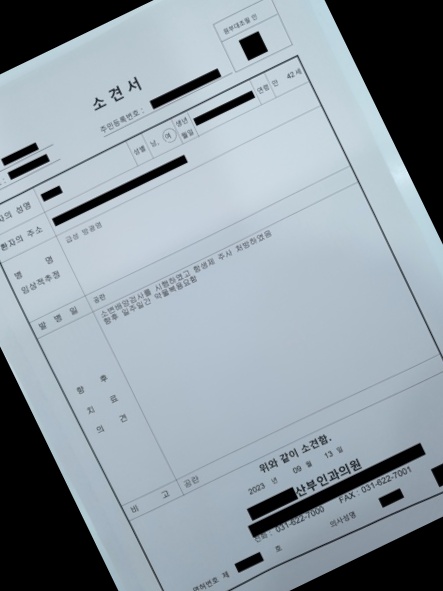 원부대조필 인
소 견 서
주민등록번호 :
환자의 성명
성별 남, 여 생년월일 연령 만 42세
환자의 주소
병 명 급성 방광염
임상적추정
발 병 일 공란
향 후 치 료 의 견
소변배양검사를 시행하였고 항생제 주사 처방하였음
향후 일주일간 약물복용요함
비 고 공란
위와 같이 소견함.
2023 년 09 월 13 일
산부인과의원
전화 : 031-622-7000 FAX : 031-622-7001
면허번호 제 호 의사성명